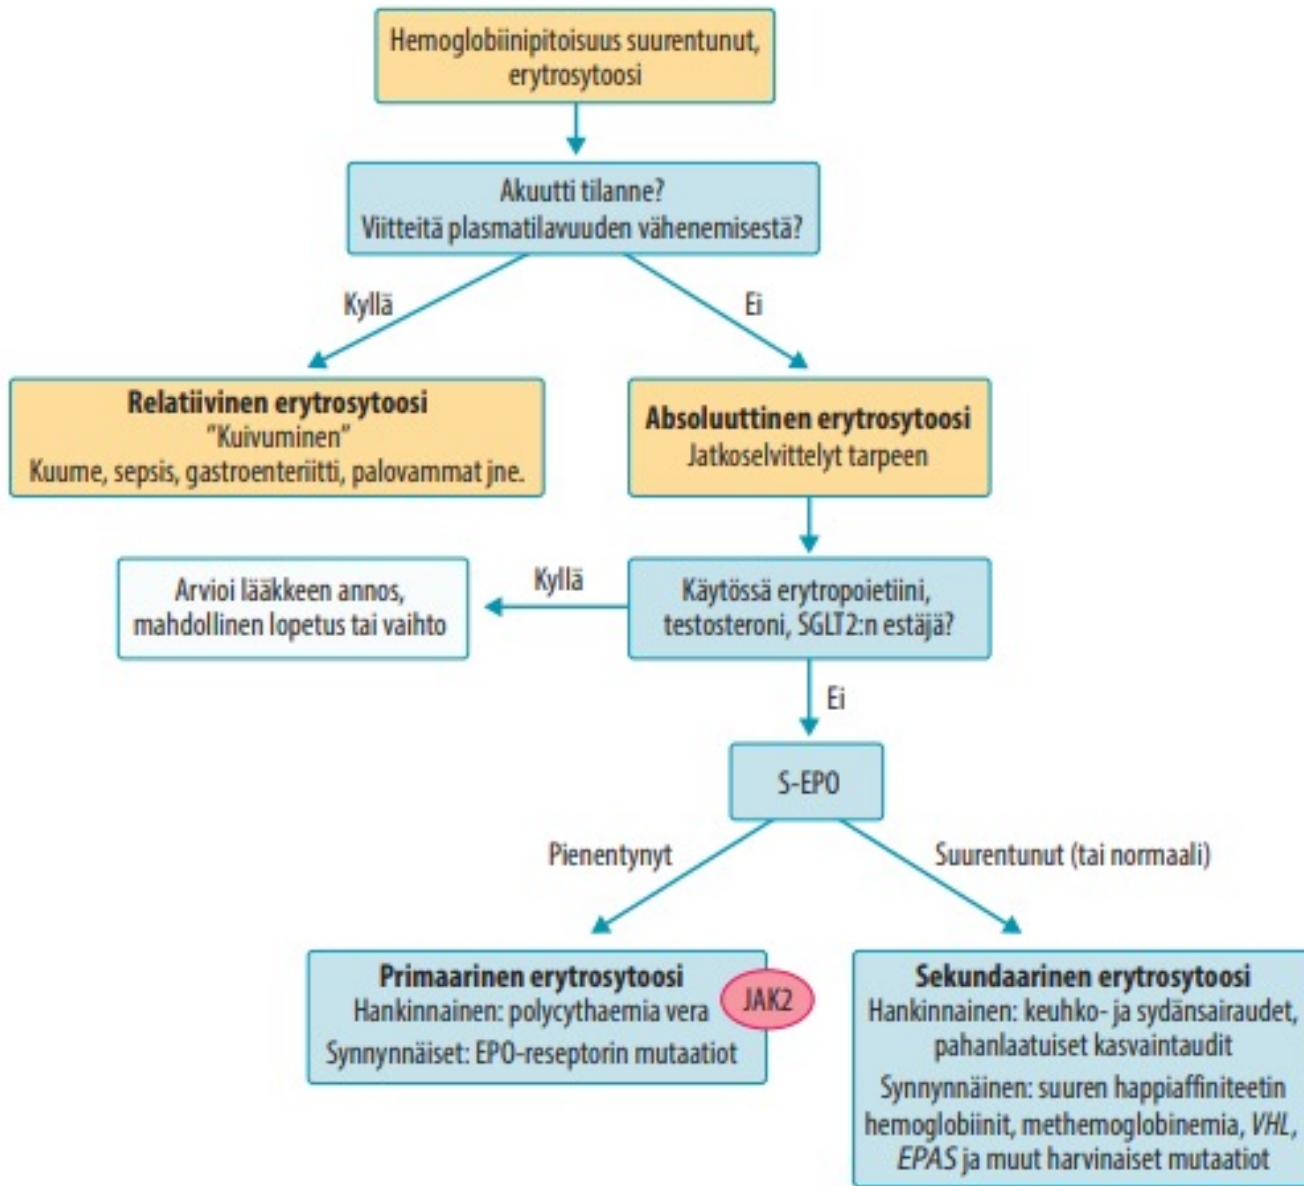 Hemoglobiinipitoisuus suurentunut,
erytrosytoosi
Akuutti tilanne?
Viitteitä plasmatilavuuden vähenemisestä?
Kyllä
Ei
Relatiivinen erytrosytoosi
"Kuivuminen"
Kuume, sepsis, gastroenteriitti, palovammat jne.
Absoluuttinen erytrosytoosi
Jatkoselvittelyt tarpeen
Arvioi lääkkeen annos,
mahdollinen lopetus tai vaihto
Kyllä
Käytössä erytropoietiini,
testosteroni, SGLT2:n estäjä?
Ei
S-EPO
Pienentynyt
Suurentunut (tai normaali)
Primaarinen erytrosytoosi
Hankinnainen: polycythaemia vera
Synnynnäiset: EPO-reseptorin mutaatiot
JAK2
Sekundaarinen erytrosytoosi
Hankinnainen: keuhko- ja sydänsairaudet,
pahanlaatuiset kasvaintaudit
Synnynnäinen: suuren happiaffiniteetin
hemoglobiinit, methemoglobinemia, VHL,
EPAS ja muut harvinaiset mutaatiot